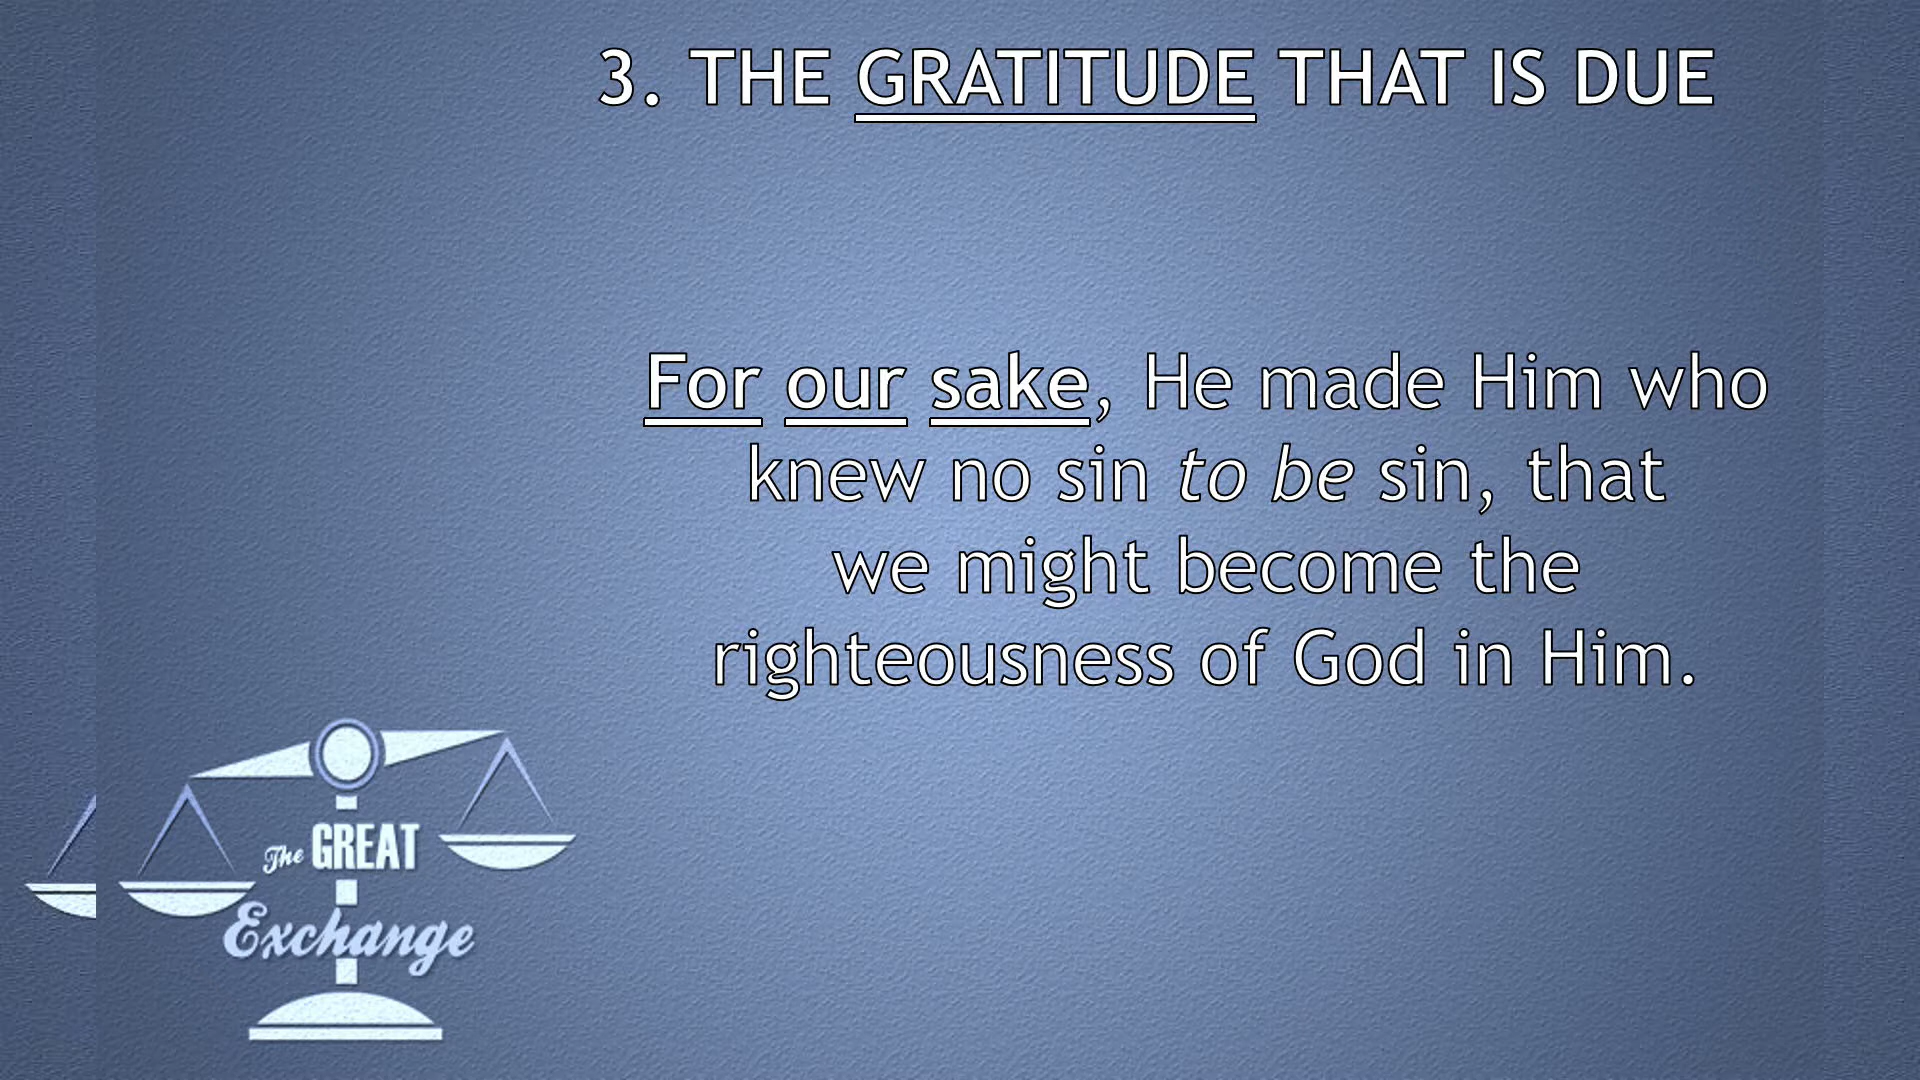 3. THE GRATITUDE THAT IS DUE
For our sake, He made Him who
knew no sin to be sin, that
we might become the
righteousness of God in Him.
The GREAT
Exchange